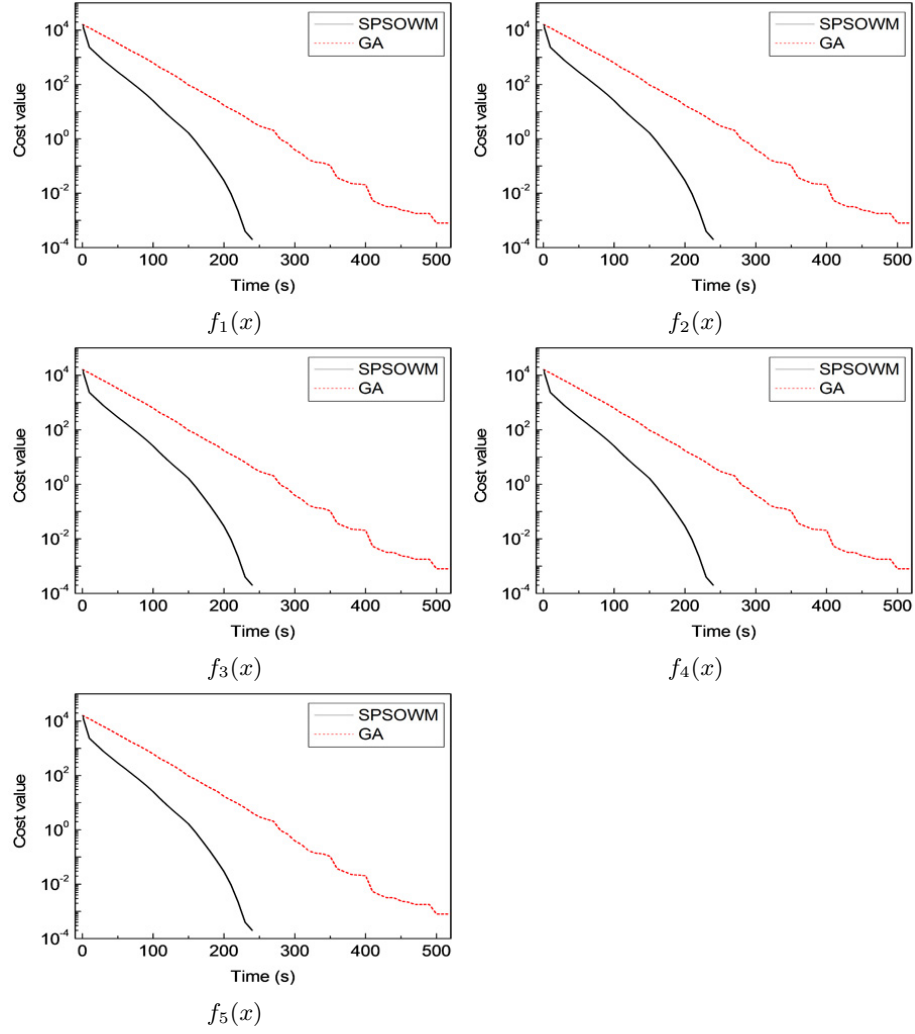 SPSOWM
GA
Cost value
10^4
10^2
10^0
10^-2
10^-4
0 100 200 300 400 500
Time (s)
f_1(x)
SPSOWM
GA
Cost value
10^4
10^2
10^0
10^-2
10^-4
0 100 200 300 400 500
Time (s)
f_2(x)
SPSOWM
GA
Cost value
10^4
10^2
10^0
10^-2
10^-4
0 100 200 300 400 500
Time (s)
f_3(x)
SPSOWM
GA
Cost value
10^4
10^2
10^0
10^-2
10^-4
0 100 200 300 400 500
Time (s)
f_4(x)
SPSOWM
GA
Cost value
10^4
10^2
10^0
10^-2
10^-4
0 100 200 300 400 500
Time (s)
f_5(x)